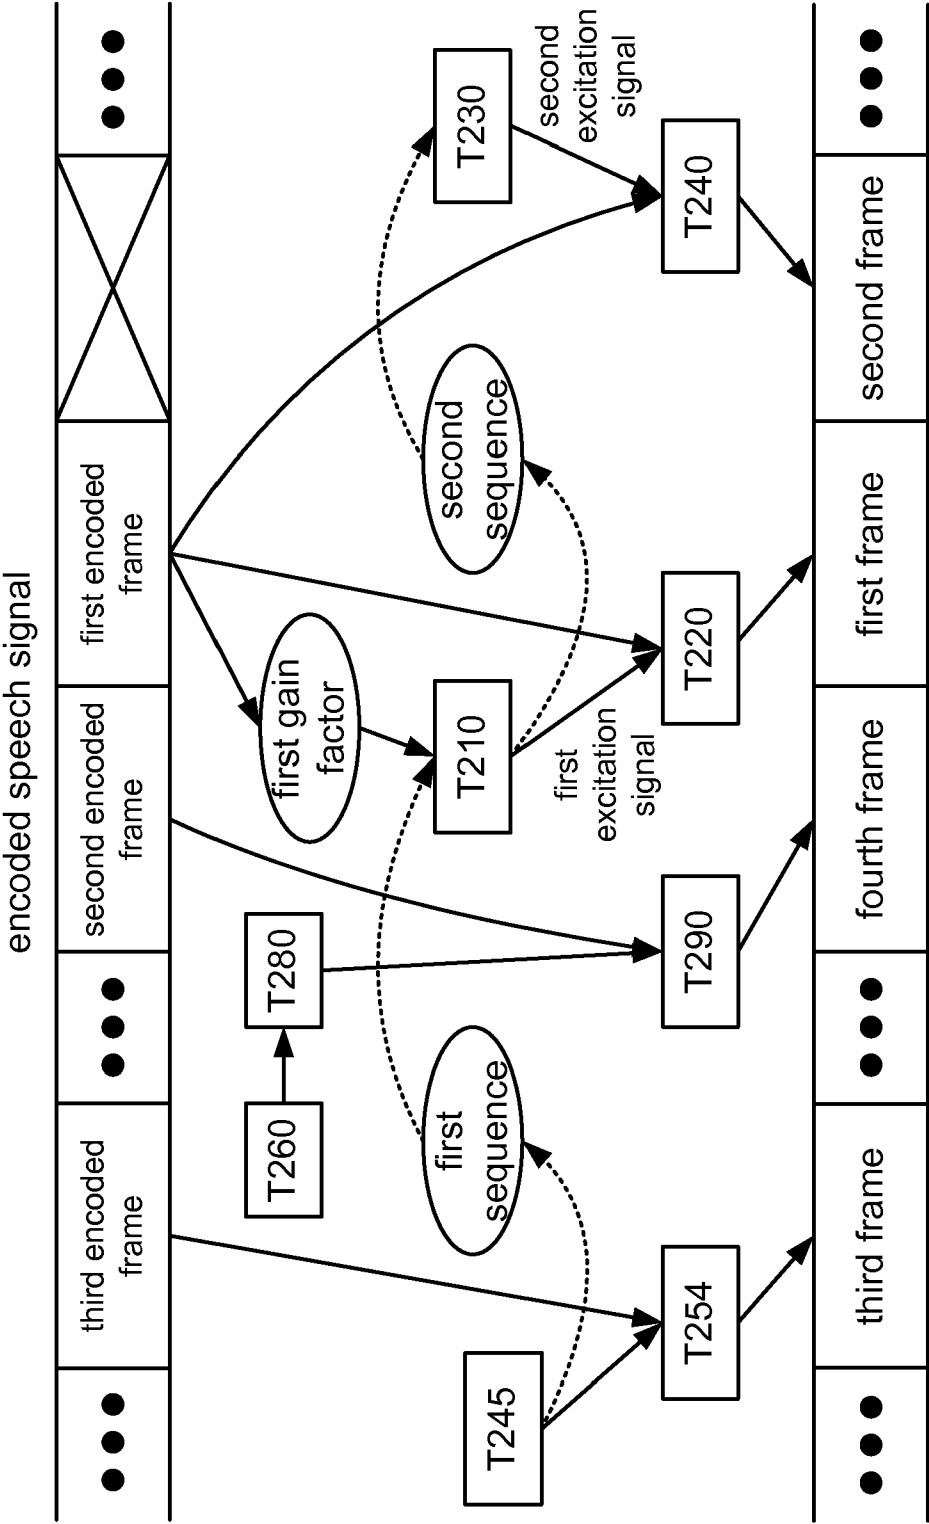 encoded speech signal
third encoded
frame
second encoded
frame
first encoded
frame
T260
T280
first gain
factor
first
sequence
second
sequence
T245
T210
T230
first
excitation
signal
second
excitation
signal
T254
T290
T220
T240
third frame
fourth frame
first frame
second frame